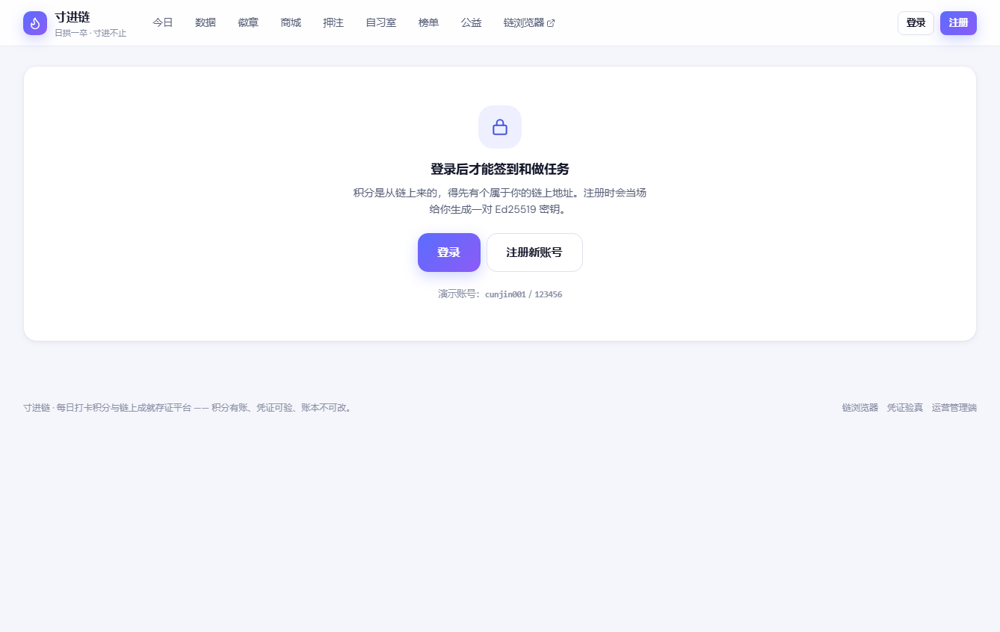 寸进链
日拱一卒 · 寸进不止
今日 数据 徽章 商城 押注 自习室 榜单 公益 链浏览器
登录 注册
登录后才能签到和做任务
积分是从链上来的，得先有个属于你的链上地址。注册时会当场
给你生成一对 Ed25519 密钥。
登录 注册新账号
演示账号：cunjin001 / 123456
寸进链 · 每日打卡积分与链上成就存证平台 —— 积分有账、凭证可验、账本不可改。
链浏览器 凭证验真 运营管理端